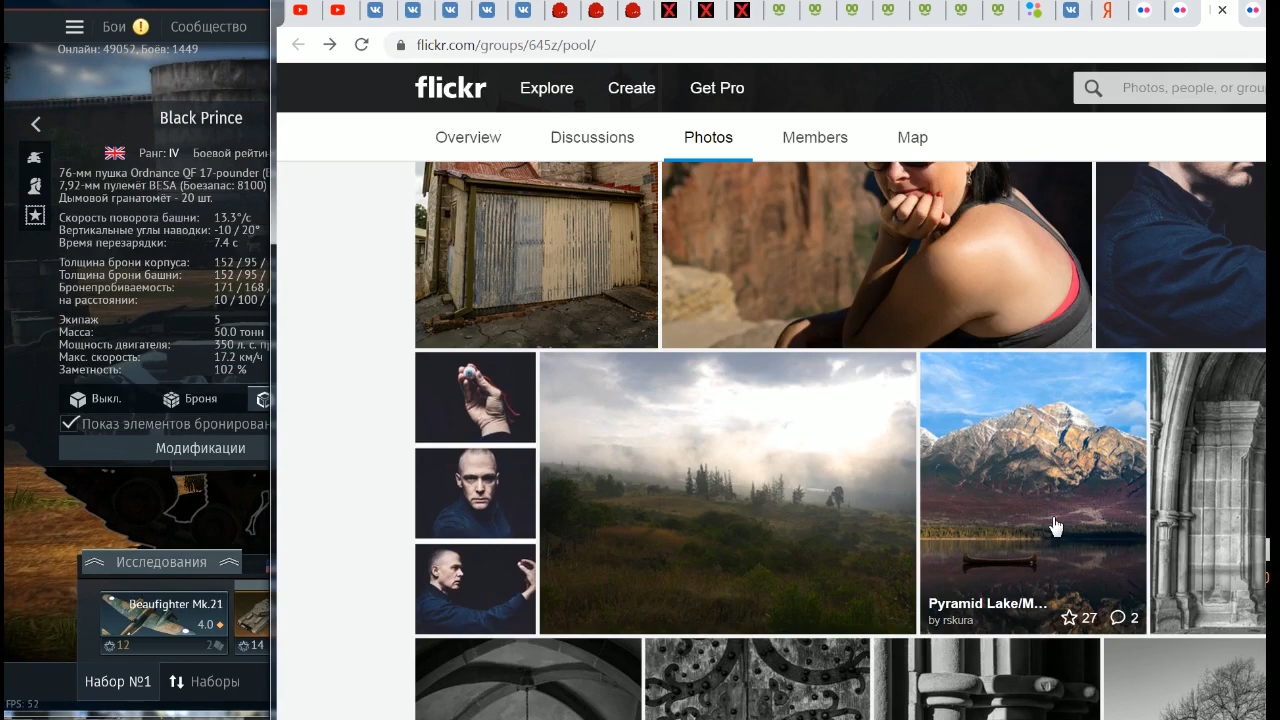 Бои
Сообщество
Онлайн: 49052, Боёв: 1449
Black Prince
Ранг: IV Боевой
76-мм пушка Ordnance QF 17-pounder
7,92-мм пулемёт BESA (Боезапас: 8100)
Дымовой гранатомёт - 20 шт.
Скорость поворота башни: 13.3°/с
Вертикальные углы наводки: -10 / 20°
Время перезарядки: 7.4 с
Толщина брони корпуса: 152 / 95 /
Толщина брони башни: 152 / 95 /
Бронепробиваемость: 171 / 168 /
на расстоянии: 10 / 100 /
Экипаж 5
Масса: 50.0 тонн
Мощность двигателя: 350 л. с.
Макс. скорость: 17.2 км/ч
Заметность: 102 %
Выкл.
Броня
Показ элементов
Модификации
Исследования
Beaufighter Mk.21
4.0
12
2
14
Набор №1
Наборы
FPS: 52
flickr.com/groups/645z/pool/
flickr
Explore
Create
Get Pro
Photos, people, or
Overview
Discussions
Photos
Members
Map
Pyramid Lake/M...
by rskura
27
2